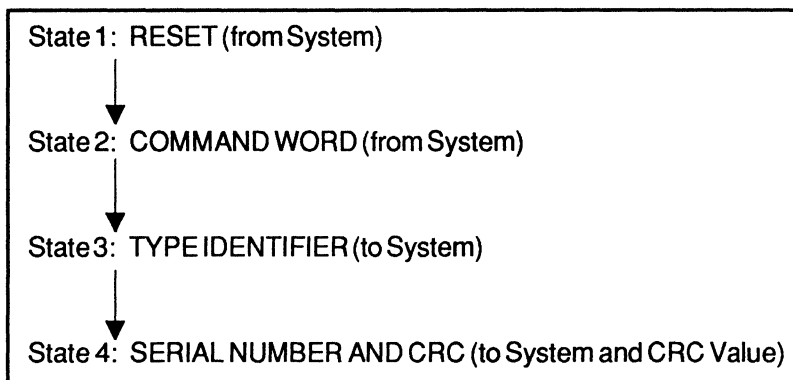 State 1: RESET (from System)
State 2: COMMAND WORD (from System)
State 3: TYPE IDENTIFIER (to System)
State 4: SERIAL NUMBER AND CRC (to System and CRC Value)